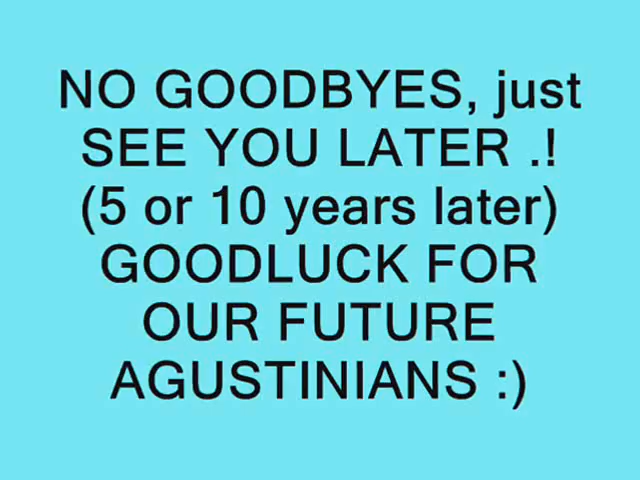 NO GOODBYES, just
SEE YOU LATER .!
(5 or 10 years later)
GOODLUCK FOR
OUR FUTURE
AGUSTINIANS :)